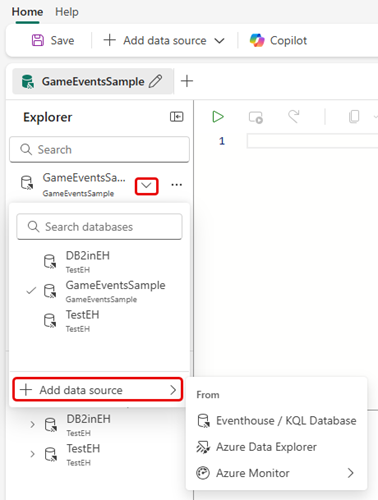 Home Help
Save Add data source Copilot
GameEventsSample
Explorer
Search
1
GameEventsSa...
GameEventsSample
Search databases
DB2inEH
TestEH
GameEventsSample
GameEventsSample
TestEH
TestEH
Add data source
From
Eventhouse / KQL Database
Azure Data Explorer
Azure Monitor
DB2inEH
TestEH
TestEH
TestEH